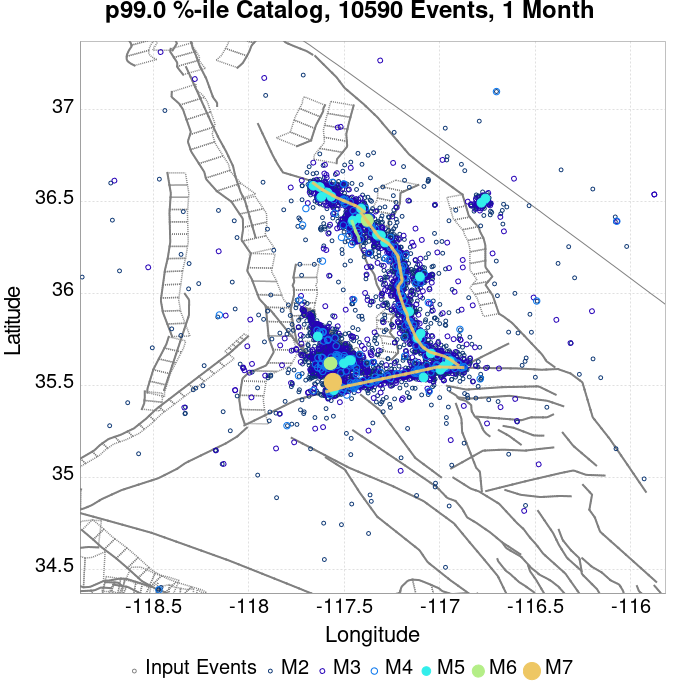 p99.0 %-ile Catalog, 10590 Events, 1 Month
37
36.5
36
35.5
35
34.5
Latitude
-118.5 -118 -117.5 -117 -116.5 -116
Longitude
Input Events M2 M3 M4 M5 M6 M7